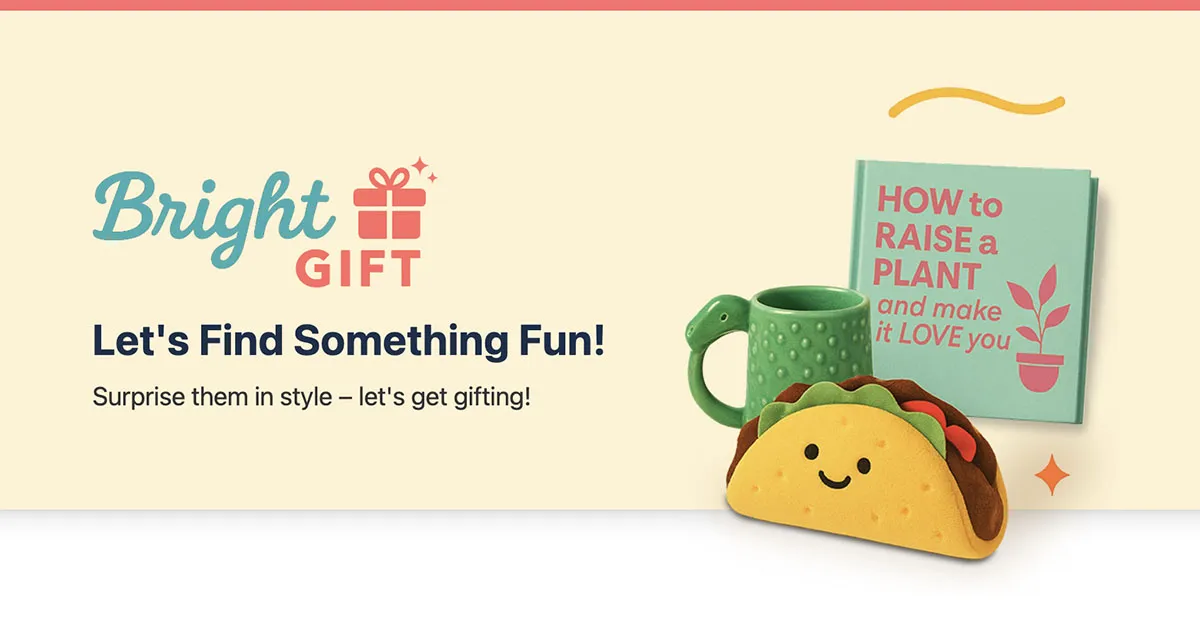 Bright
GIFT
Let's Find Something Fun!
Surprise them in style – let's get gifting!
HOW to
RAISE a
PLANT
and make
it LOVE you